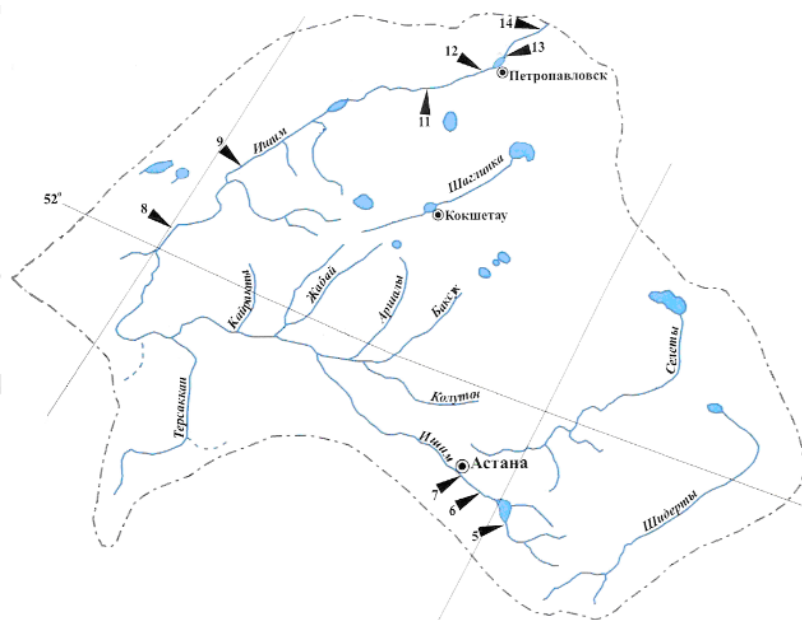 14
12
13
Петропавловск
11
9
Ишим
Шаглинка
52°
8
Кокшетау
Жабай
Аршалы
Кайракты
Баксук
Селеты
Терсаккан
Колутон
Ишим
Астана
7
6
5
Шидерты